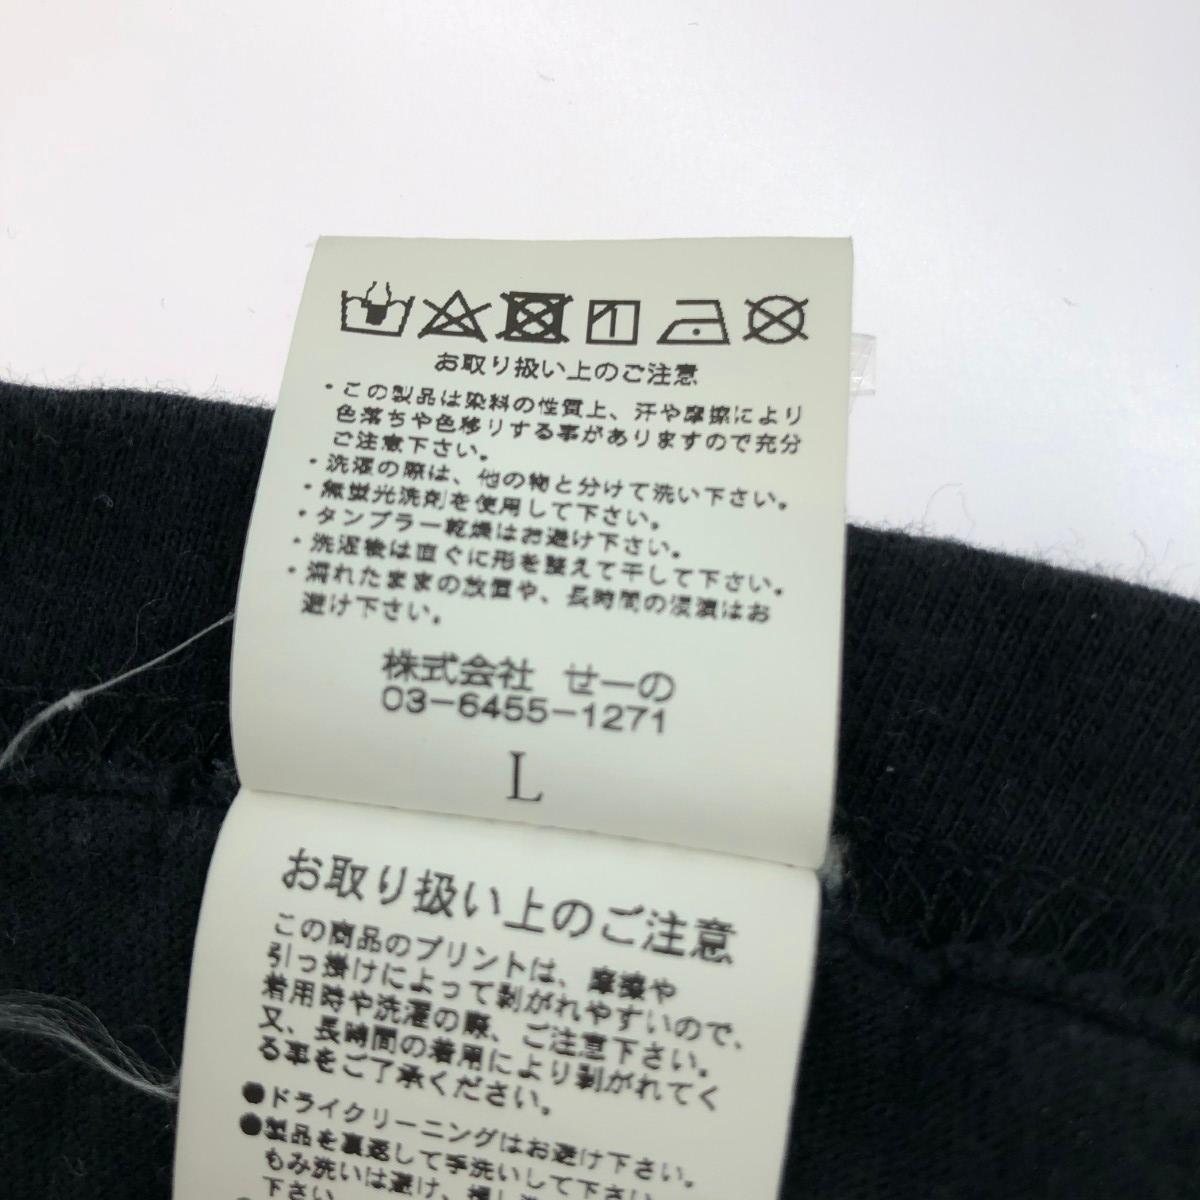 お取り扱い上のご注意
・この製品は染料の性質上、汗や摩擦により
色落ちや色移りする事がありますので充分
ご注意下さい。
・洗濯の際は、他の物と分けて洗い下さい。
・無蛍光洗剤を使用して下さい。
・タンブラー乾燥はお避け下さい。
・洗濯後は直ぐに形を整えて干して下さい。
・濡れたままの放置や、長時間の浸漬はお
避け下さい。
株式会社 せーの
03-6455-1271
L
お取り扱い上のご注意
この商品のプリントは、摩擦や
引っ掛けによって剥がれやすいので、
着用時や洗濯の際、ご注意下さい。
又、長時間の着用により剥がれてく
る事をご了承ください。
●ドライクリーニングはお避け下さい。
●製品を裏返して手洗いして下さい。
もみ洗いは避け、押し
下さい